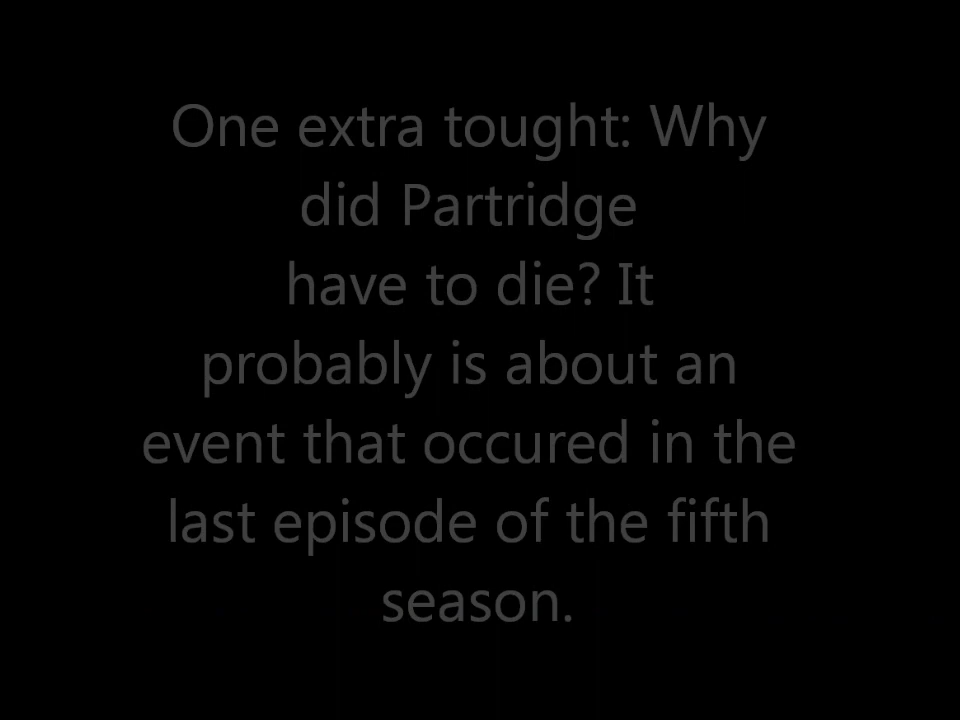 One extra tought: Why
did Partridge
have to die? It
probably is about an
event that occured in the
last episode of the fifth
season.